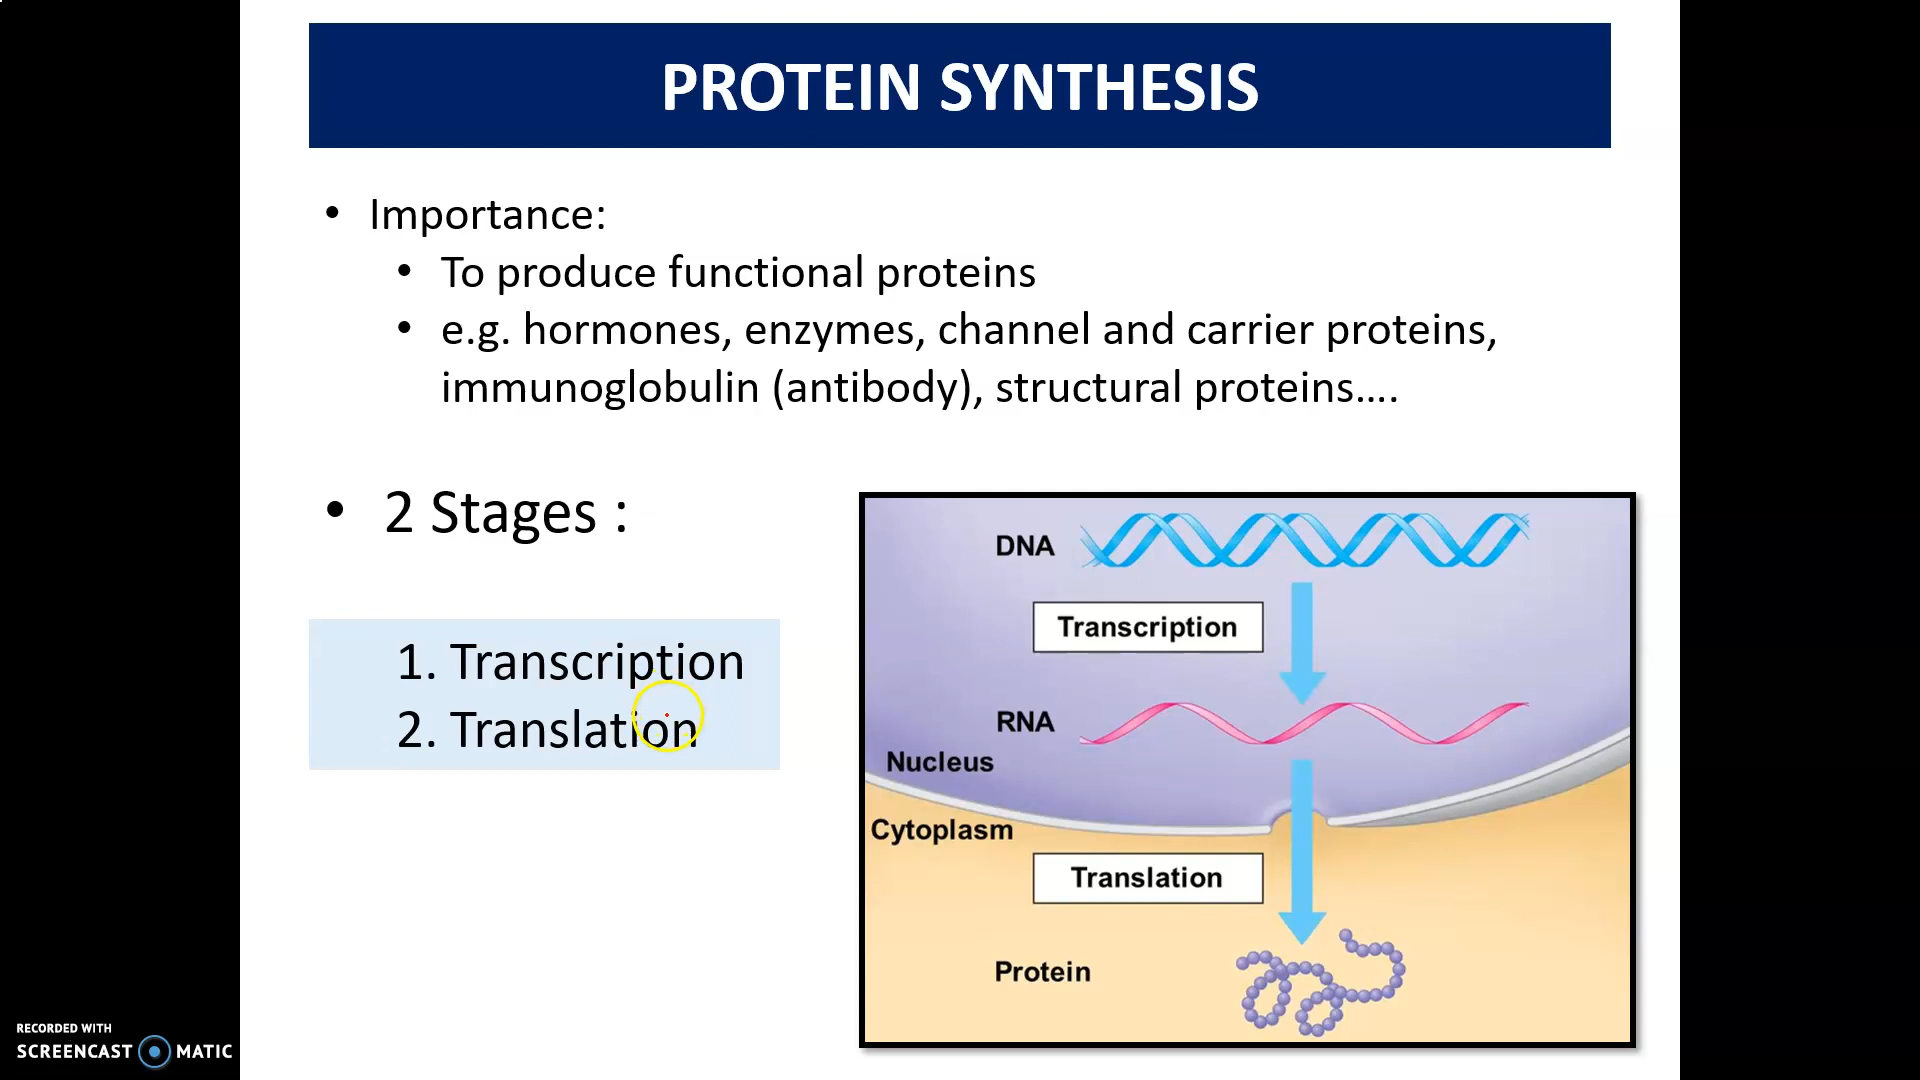 PROTEIN SYNTHESIS
• Importance:
• To produce functional proteins
• e.g. hormones, enzymes, channel and carrier proteins,
immunoglobulin (antibody), structural proteins....
• 2 Stages :
1. Transcription
2. Translation
DNA
Transcription
RNA
Nucleus
Cytoplasm
Translation
Protein
RECORDED WITH
SCREENCAST MATIC